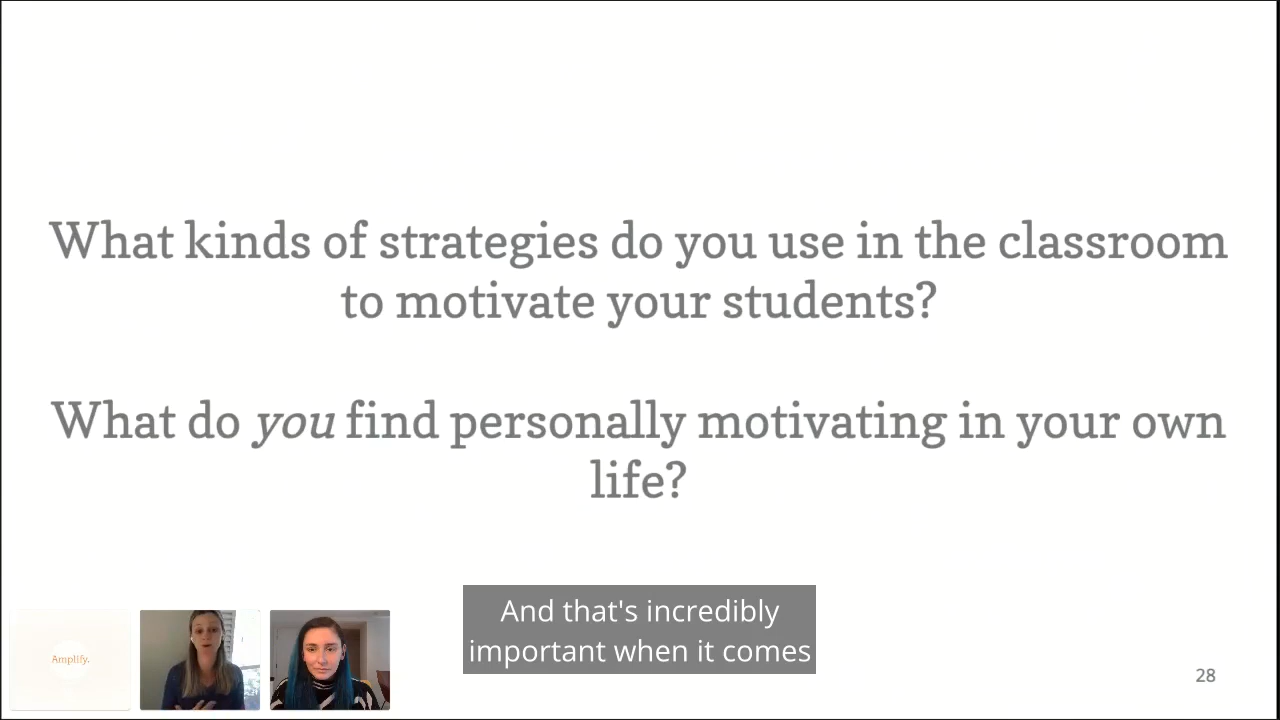 What kinds of strategies do you use in the classroom
to motivate your students?
What do you find personally motivating in your own
life?
And that's incredibly
important when it comes
Amplify.
28